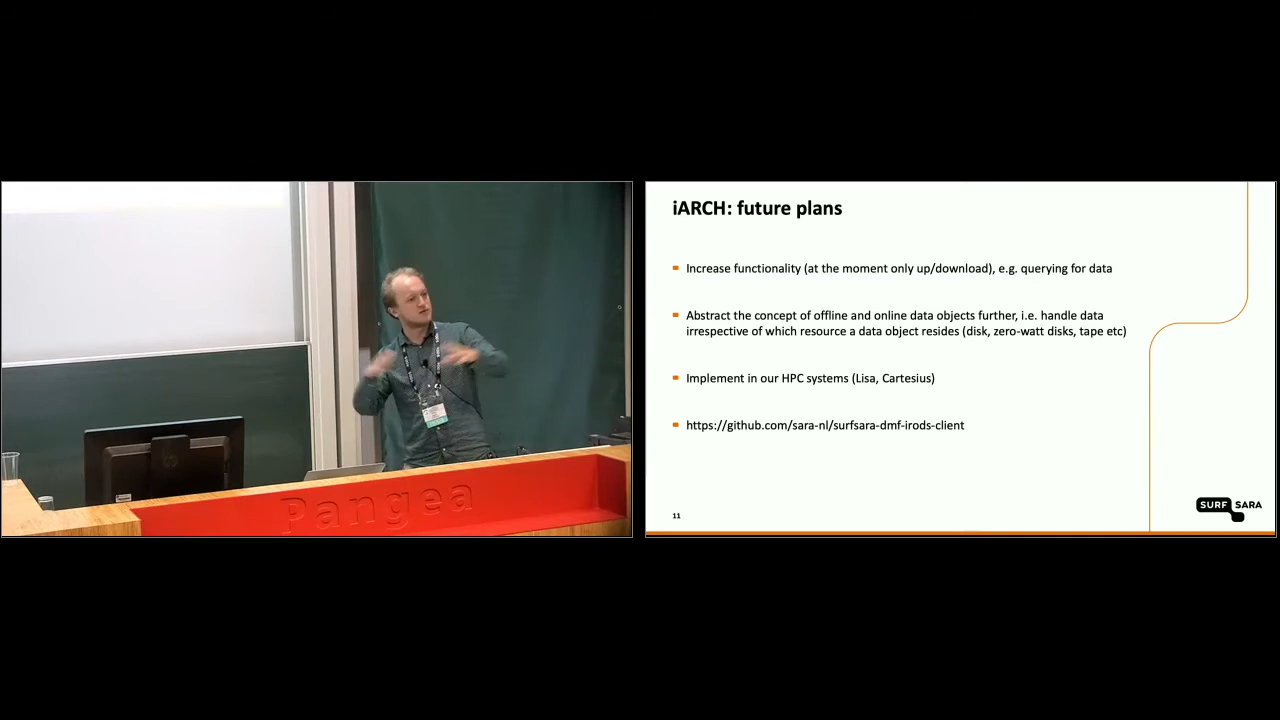 Pangea
iARCH: future plans
Increase functionality (at the moment only up/download), e.g. querying for data
Abstract the concept of offline and online data objects further, i.e. handle data
irrespective of which resource a data object resides (disk, zero-watt disks, tape etc)
Implement in our HPC systems (Lisa, Cartesius)
https://github.com/sara-nl/surfsara-dmf-irods-client
11
SURF SARA